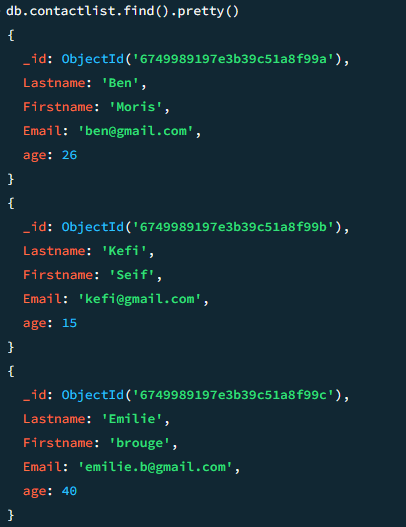 db.contactlist.find().pretty()
{
  _id: ObjectId('6749989197e3b39c51a8f99a'),
  Lastname: 'Ben',
  Firstname: 'Moris',
  Email: 'ben@gmail.com',
  age: 26
}
{
  _id: ObjectId('6749989197e3b39c51a8f99b'),
  Lastname: 'Kefi',
  Firstname: 'Seif',
  Email: 'kefi@gmail.com',
  age: 15
}
{
  _id: ObjectId('6749989197e3b39c51a8f99c'),
  Lastname: 'Emilie',
  Firstname: 'brouge',
  Email: 'emilie.b@gmail.com',
  age: 40
}